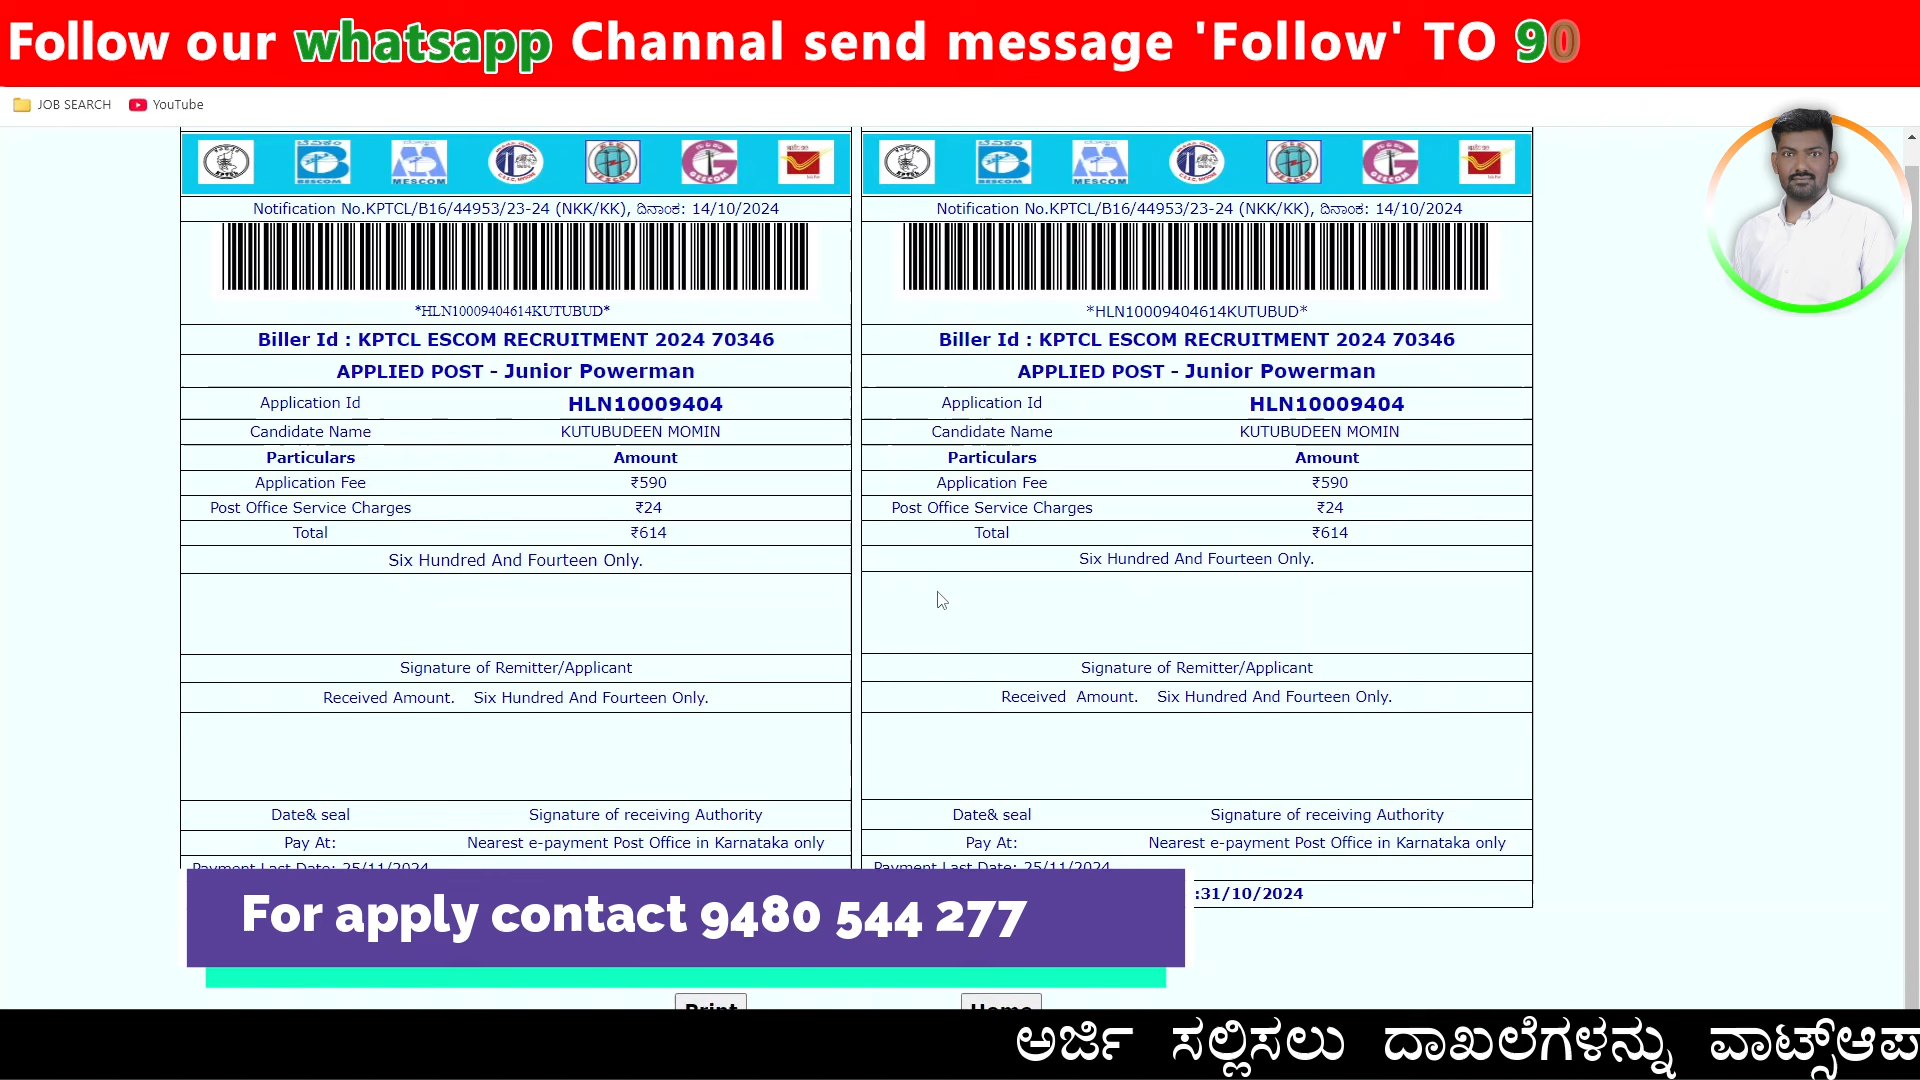 Follow our whatsapp Channal send message 'Follow' TO 90
JOB SEARCH YouTube
BESCOM MESCOM GESCOM
BESCOM MESCOM GESCOM
Notification No.KPTCL/B16/44953/23-24 (NKK/KK), ದಿನಾಂಕ: 14/10/2024
*HLN10009404614KUTUBUD*
Biller Id : KPTCL ESCOM RECRUITMENT 2024 70346
APPLIED POST - Junior Powerman
Application Id HLN10009404
Candidate Name KUTUBUDEEN MOMIN
Particulars Amount
Application Fee ₹590
Post Office Service Charges ₹24
Total ₹614
Six Hundred And Fourteen Only.
Signature of Remitter/Applicant
Received Amount. Six Hundred And Fourteen Only.
Date& seal Signature of receiving Authority
Pay At: Nearest e-payment Post Office in Karnataka only
Payment Last Date: 25/11/2024
Notification No.KPTCL/B16/44953/23-24 (NKK/KK), ದಿನಾಂಕ: 14/10/2024
*HLN10009404614KUTUBUD*
Biller Id : KPTCL ESCOM RECRUITMENT 2024 70346
APPLIED POST - Junior Powerman
Application Id HLN10009404
Candidate Name KUTUBUDEEN MOMIN
Particulars Amount
Application Fee ₹590
Post Office Service Charges ₹24
Total ₹614
Six Hundred And Fourteen Only.
Signature of Remitter/Applicant
Received Amount. Six Hundred And Fourteen Only.
Date& seal Signature of receiving Authority
Pay At: Nearest e-payment Post Office in Karnataka only
Payment Last Date: 25/11/2024
:31/10/2024
For apply contact 9480 544 277
Print Home
ಅರ್ಜಿ ಸಲ್ಲಿಸಲು ದಾಖಲೆಗಳನ್ನು ವಾಟ್ಸ್ಆಪ